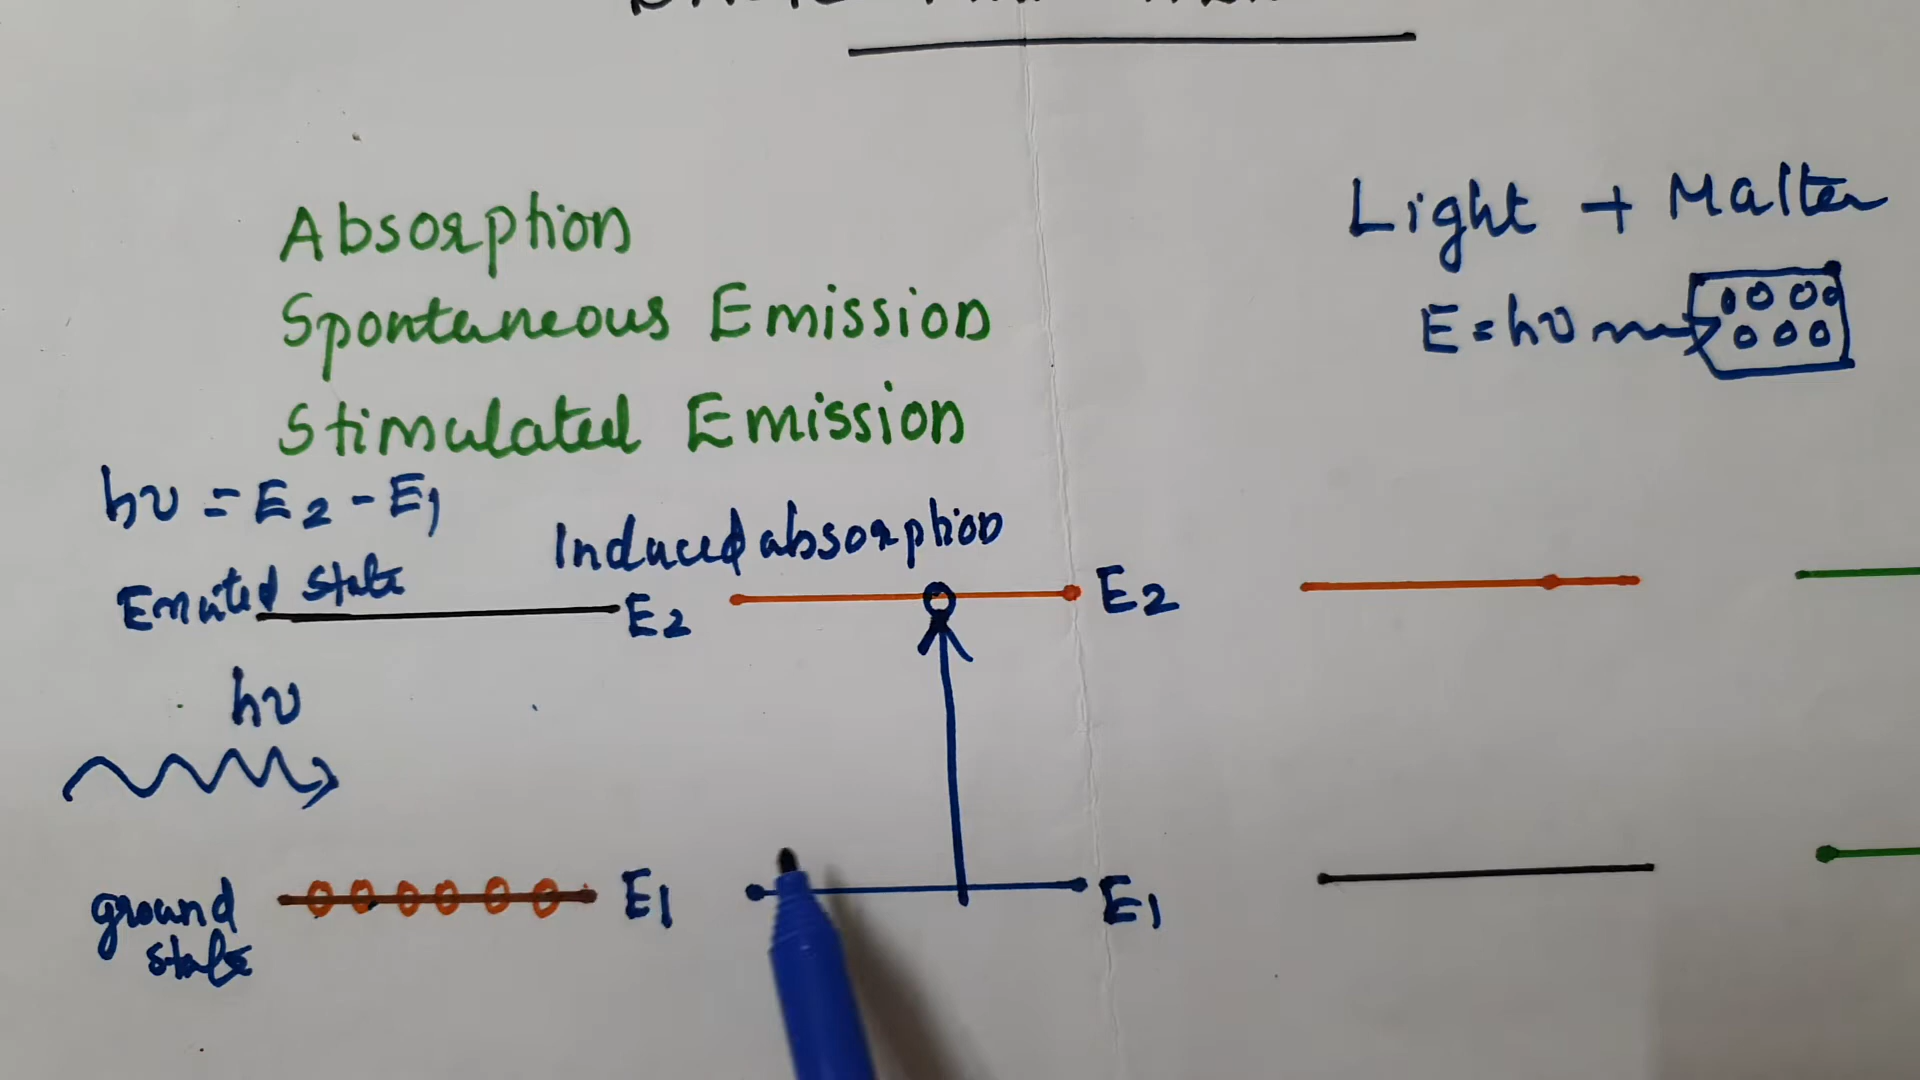 Absorption
Spontaneous Emission
Stimulated Emission
Light + Matter
E = hν
hν = E2 - E1
Induced absorption
State
E2
E2
hν
ground
state
E1
E1